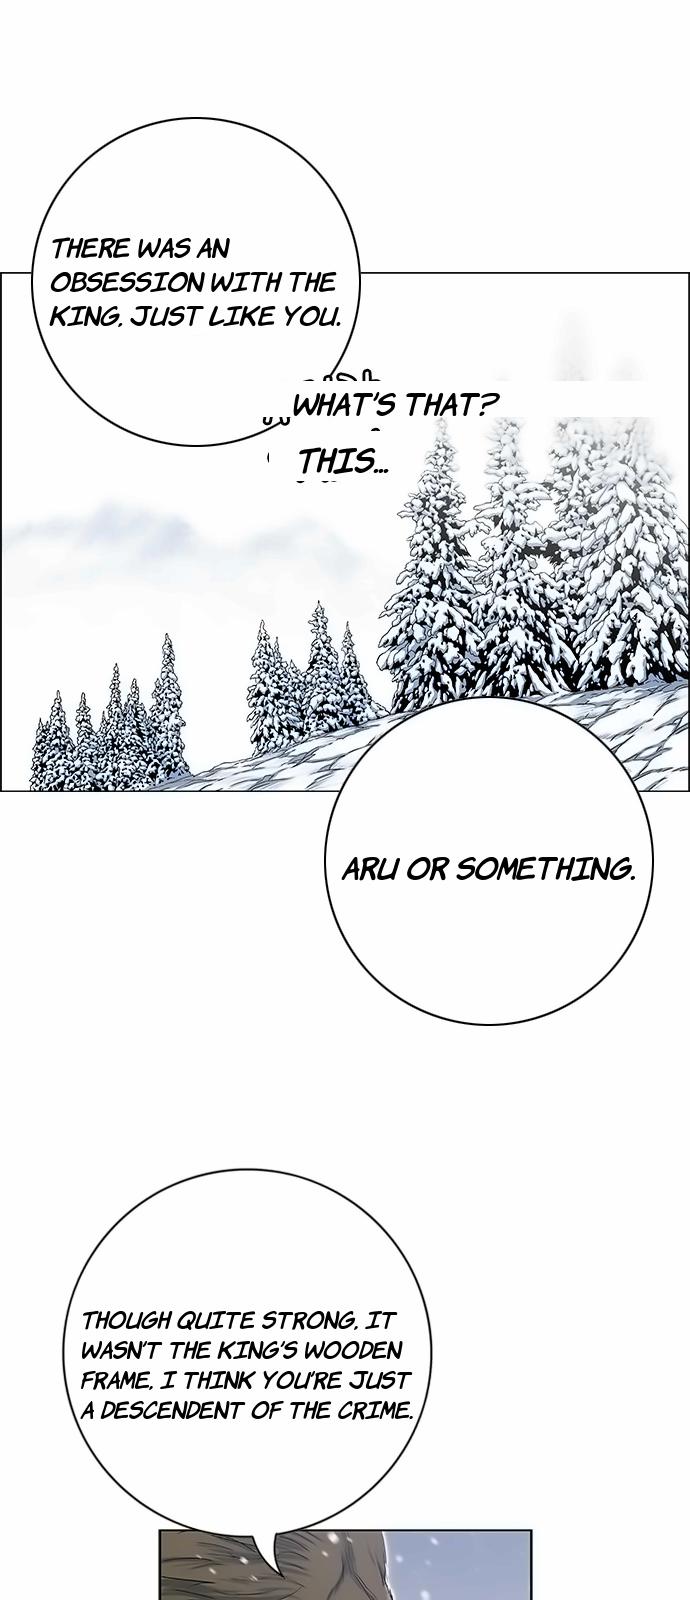 THERE WAS AN
OBSESSION WITH THE
KING, JUST LIKE YOU.
WHAT'S THAT?
THIS...
ARU OR SOMETHING.
THOUGH QUITE STRONG, IT
WASN'T THE KING'S WOODEN
FRAME, I THINK YOU'RE JUST
A DESCENDENT OF THE CRIME.